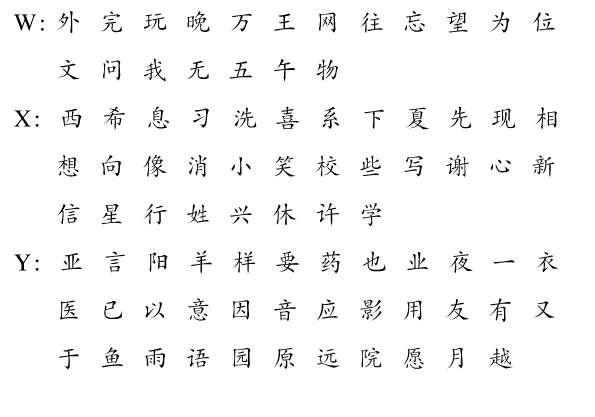 W: 外 完 玩 晚 万 王 网 往 忘 望 为 位
文 问 我 无 五 午 物
X: 西 希 息 习 洗 喜 系 下 夏 先 现 相
想 向 像 消 小 笑 校 些 写 谢 心 新
信 星 行 姓 兴 休 许 学
Y: 亚 言 阳 羊 样 要 药 也 业 夜 一 衣
医 已 以 意 因 音 应 影 用 友 有 又
于 鱼 雨 语 园 原 远 院 愿 月 越